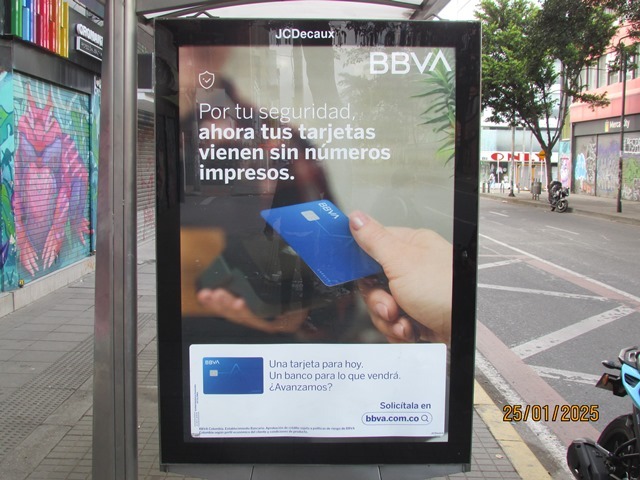 JCDecaux
BBVA
Por tu seguridad,
ahora tus tarjetas
vienen sin números
impresos.
BBVA
BBVA
Una tarjeta para hoy.
Un banco para lo que vendrá.
¿Avanzamos?
Solicítala en
bbva.com.co
25/01/2025